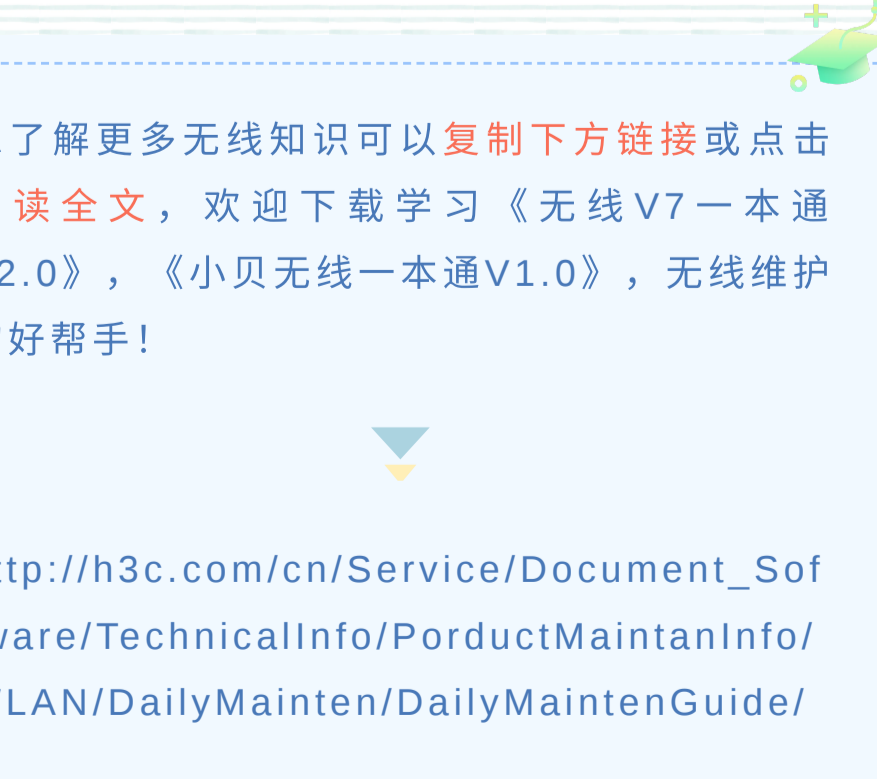 了解更多无线知识可以复制下方链接或点击
读全文，欢迎下载学习《无线V7一本通
2.0》，《小贝无线一本通V1.0》，无线维护
好帮手！
ttp://h3c.com/cn/Service/Document_Sof
ware/TechnicalInfo/PorductMaintanInfo/
LAN/DailyMainten/DailyMaintenGuide/